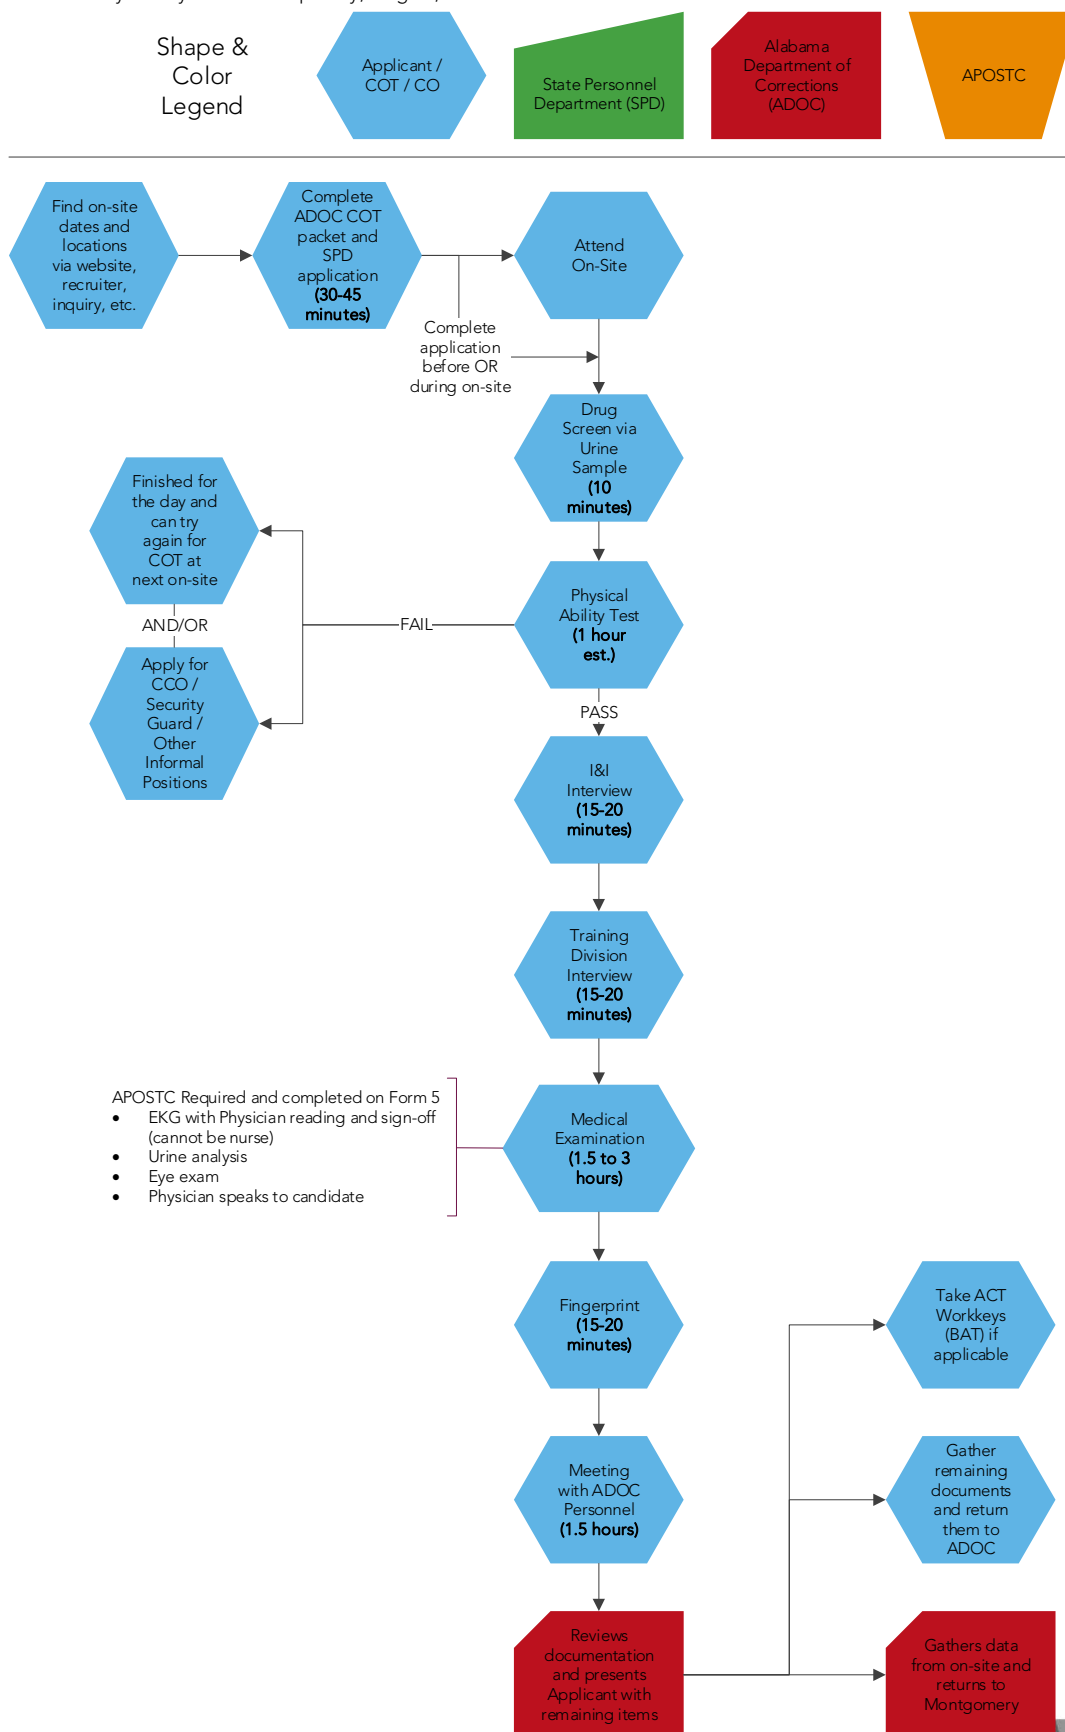 Shape &
Color
Legend
Applicant /
COT / CO
State Personnel
Department (SPD)
Alabama
Department of
Corrections
(ADOC)
APOSTC
Find on-site
dates and
locations
via website,
recruiter,
inquiry, etc.
Complete
ADOC COT
packet and
SPD
application
(30-45
minutes)
Attend
On-Site
Complete
application
before OR
during on-site
Drug
Screen via
Urine
Sample
(10
minutes)
Finished for
the day and
can try
again for
COT at
next on-site
AND/OR
Apply for
CCO /
Security
Guard /
Other
Informal
Positions
FAIL
Physical
Ability Test
(1 hour
est.)
PASS
I&I
Interview
(15-20
minutes)
Training
Division
Interview
(15-20
minutes)
APOSTC Required and completed on Form 5
• EKG with Physician reading and sign-off
(cannot be nurse)
• Urine analysis
• Eye exam
• Physician speaks to candidate
Medical
Examination
(1.5 to 3
hours)
Fingerprint
(15-20
minutes)
Take ACT
Workkeys
(BAT) if
applicable
Meeting
with ADOC
Personnel
(1.5 hours)
Gather
remaining
documents
and return
them to
ADOC
Reviews
documentation
and presents
Applicant with
remaining items
Gathers data
from on-site and
returns to
Montgomery